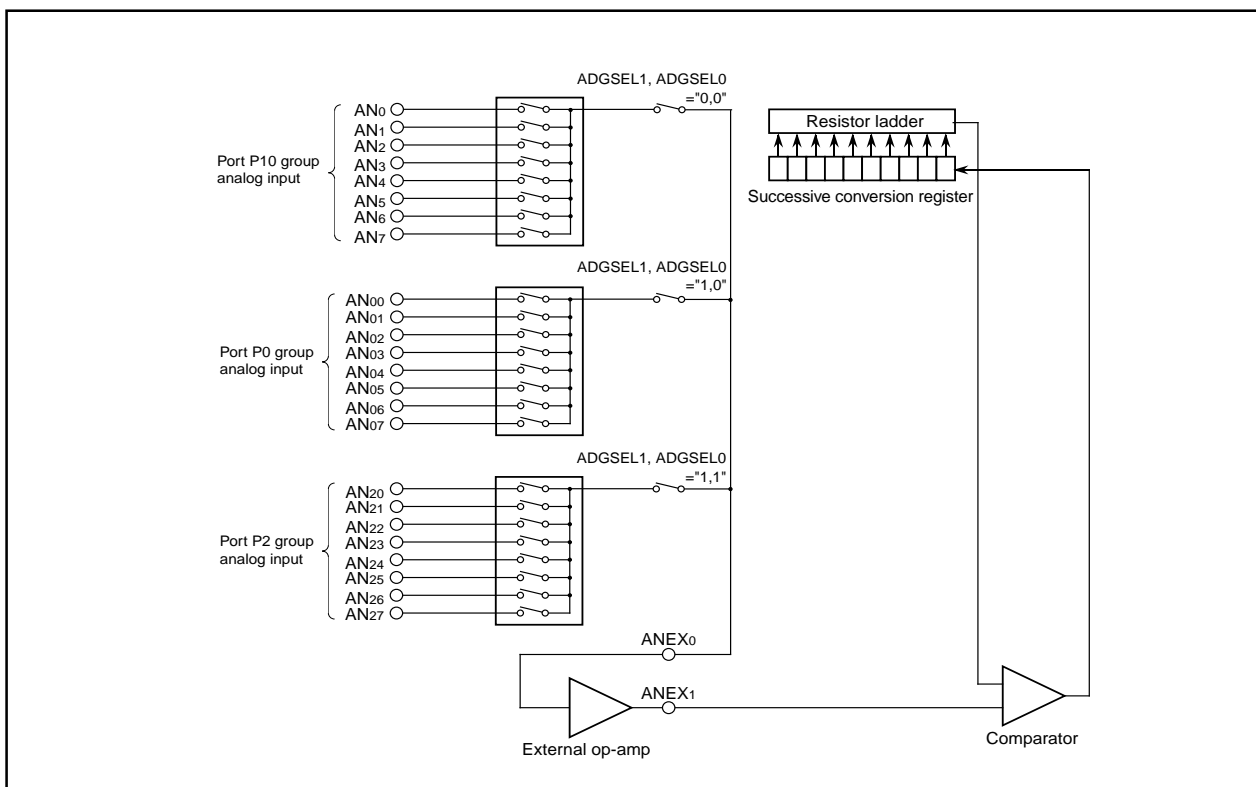 ADGSEL1, ADGSEL0
="0,0"
Port P10 group
analog input
AN0
AN1
AN2
AN3
AN4
AN5
AN6
AN7
Resistor ladder
Successive conversion register
ADGSEL1, ADGSEL0
="1,0"
Port P0 group
analog input
AN00
AN01
AN02
AN03
AN04
AN05
AN06
AN07
ADGSEL1, ADGSEL0
="1,1"
Port P2 group
analog input
AN20
AN21
AN22
AN23
AN24
AN25
AN26
AN27
ANEX0
ANEX1
External op-amp
Comparator